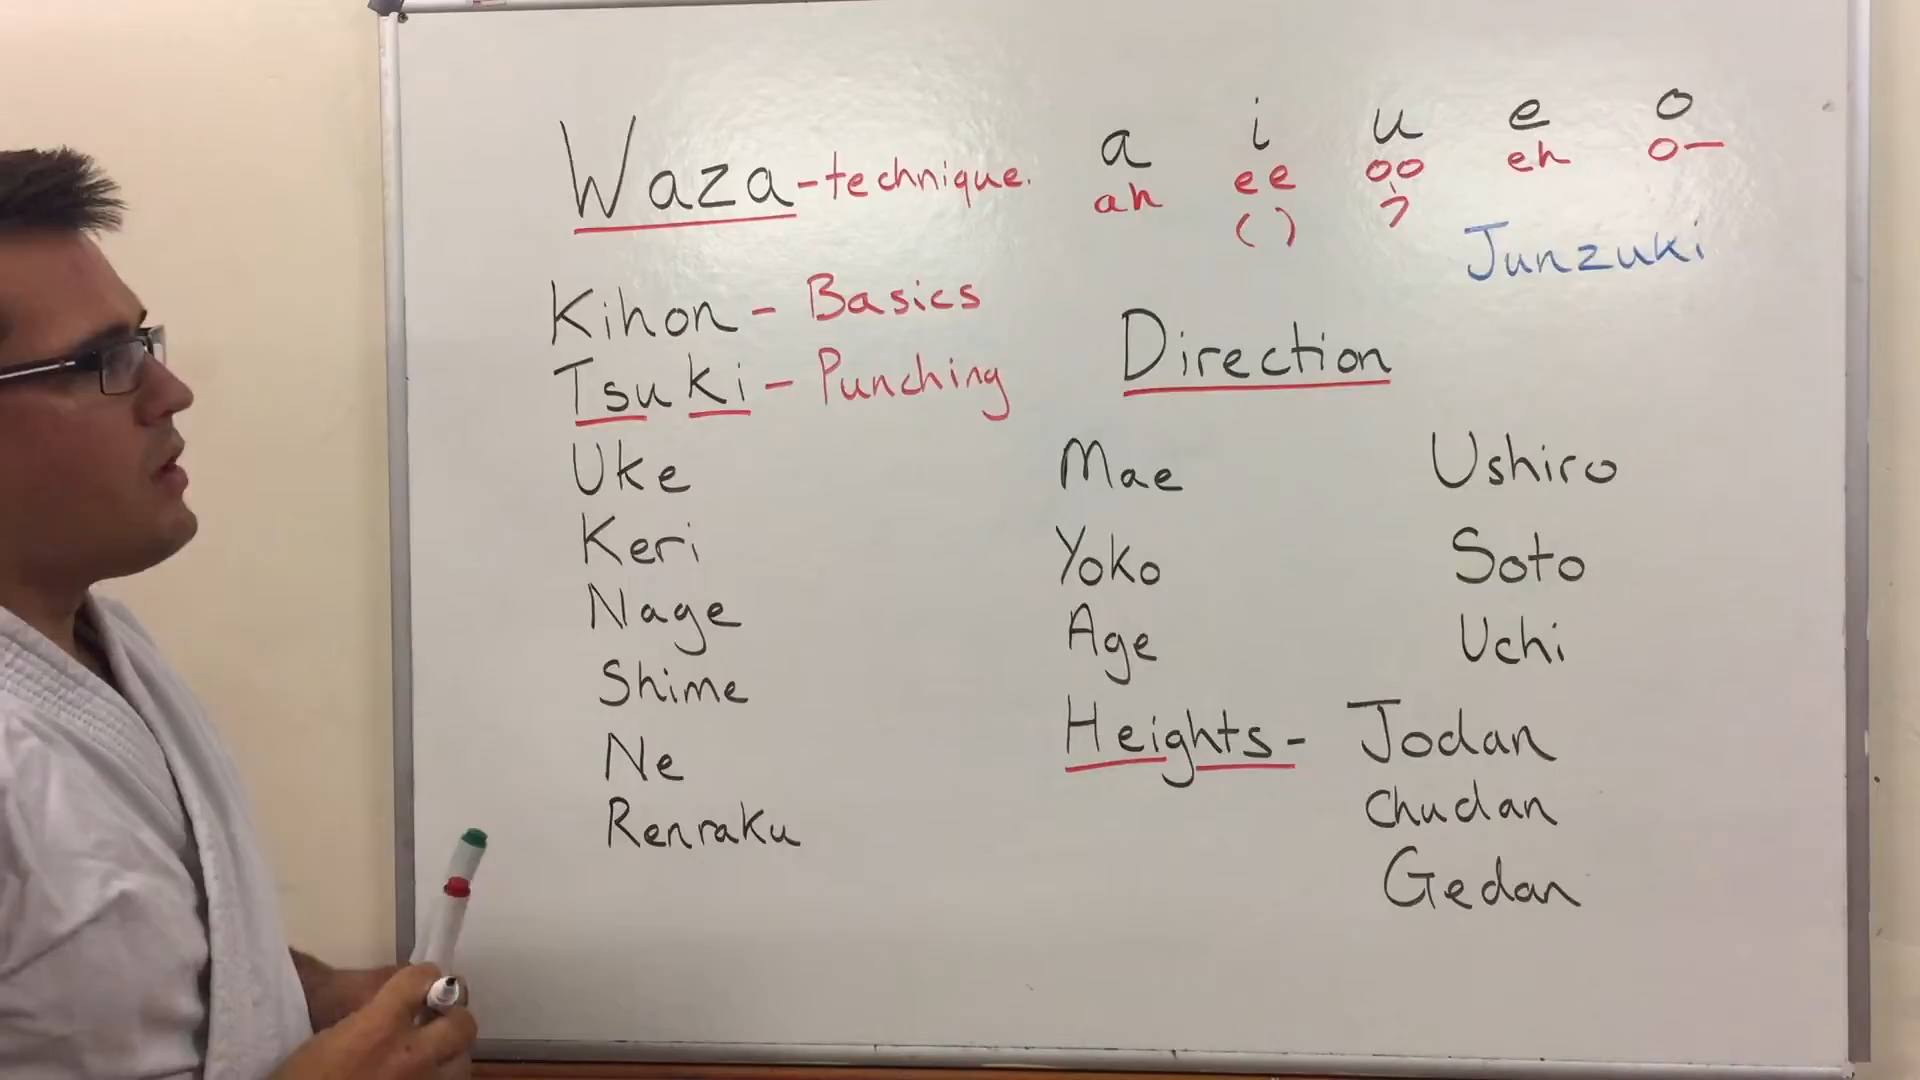 Waza - technique.
a i u e o
ah ee oo eh o—
( ) ?
Junzuki
Kihon - Basics
Tsuki - Punching
Uke
Keri
Nage
Shime
Ne
Renraku
Direction
Mae Ushiro
Yoko Soto
Age Uchi
Heights - Jodan
Chudan
Gedan